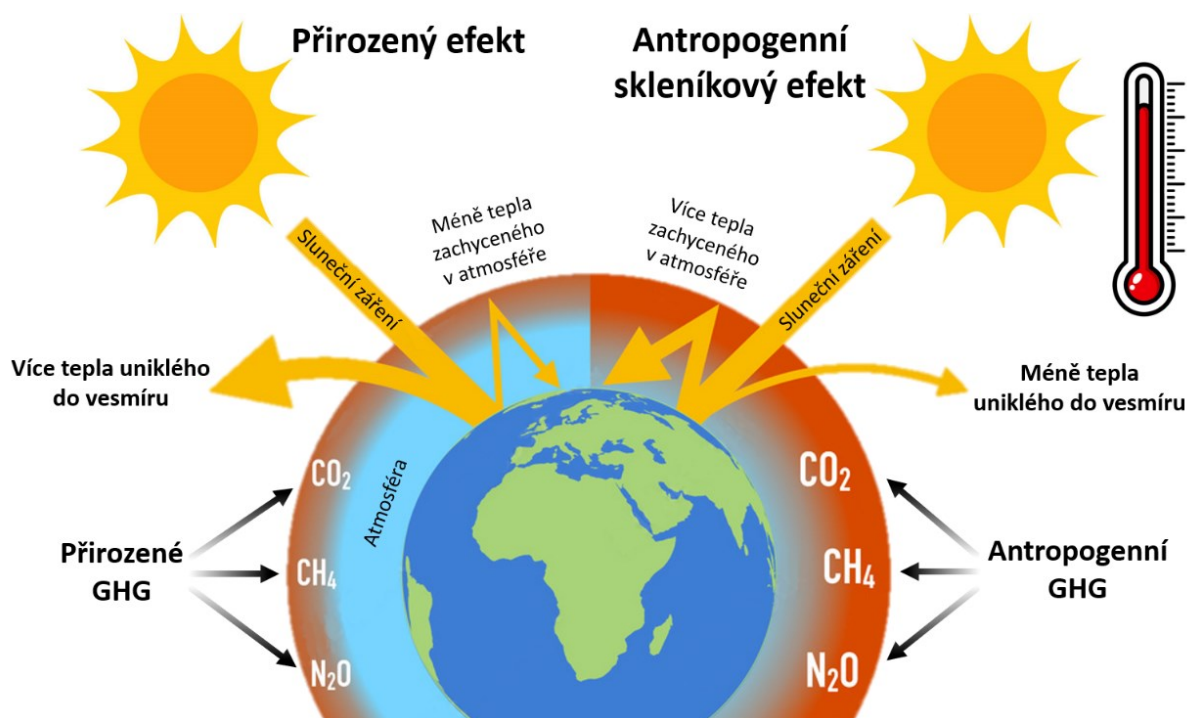 Přirozený efekt
Antropogenní
skleníkový efekt
Méně tepla
zachyceného
v atmosféře
Více tepla
zachyceného
v atmosféře
Sluneční záření
Sluneční záření
Více tepla uniklého
do vesmíru
Méně tepla
uniklého do vesmíru
Atmosféra
CO₂
CH₄
N₂O
Přirozené
GHG
CO₂
CH₄
N₂O
Antropogenní
GHG